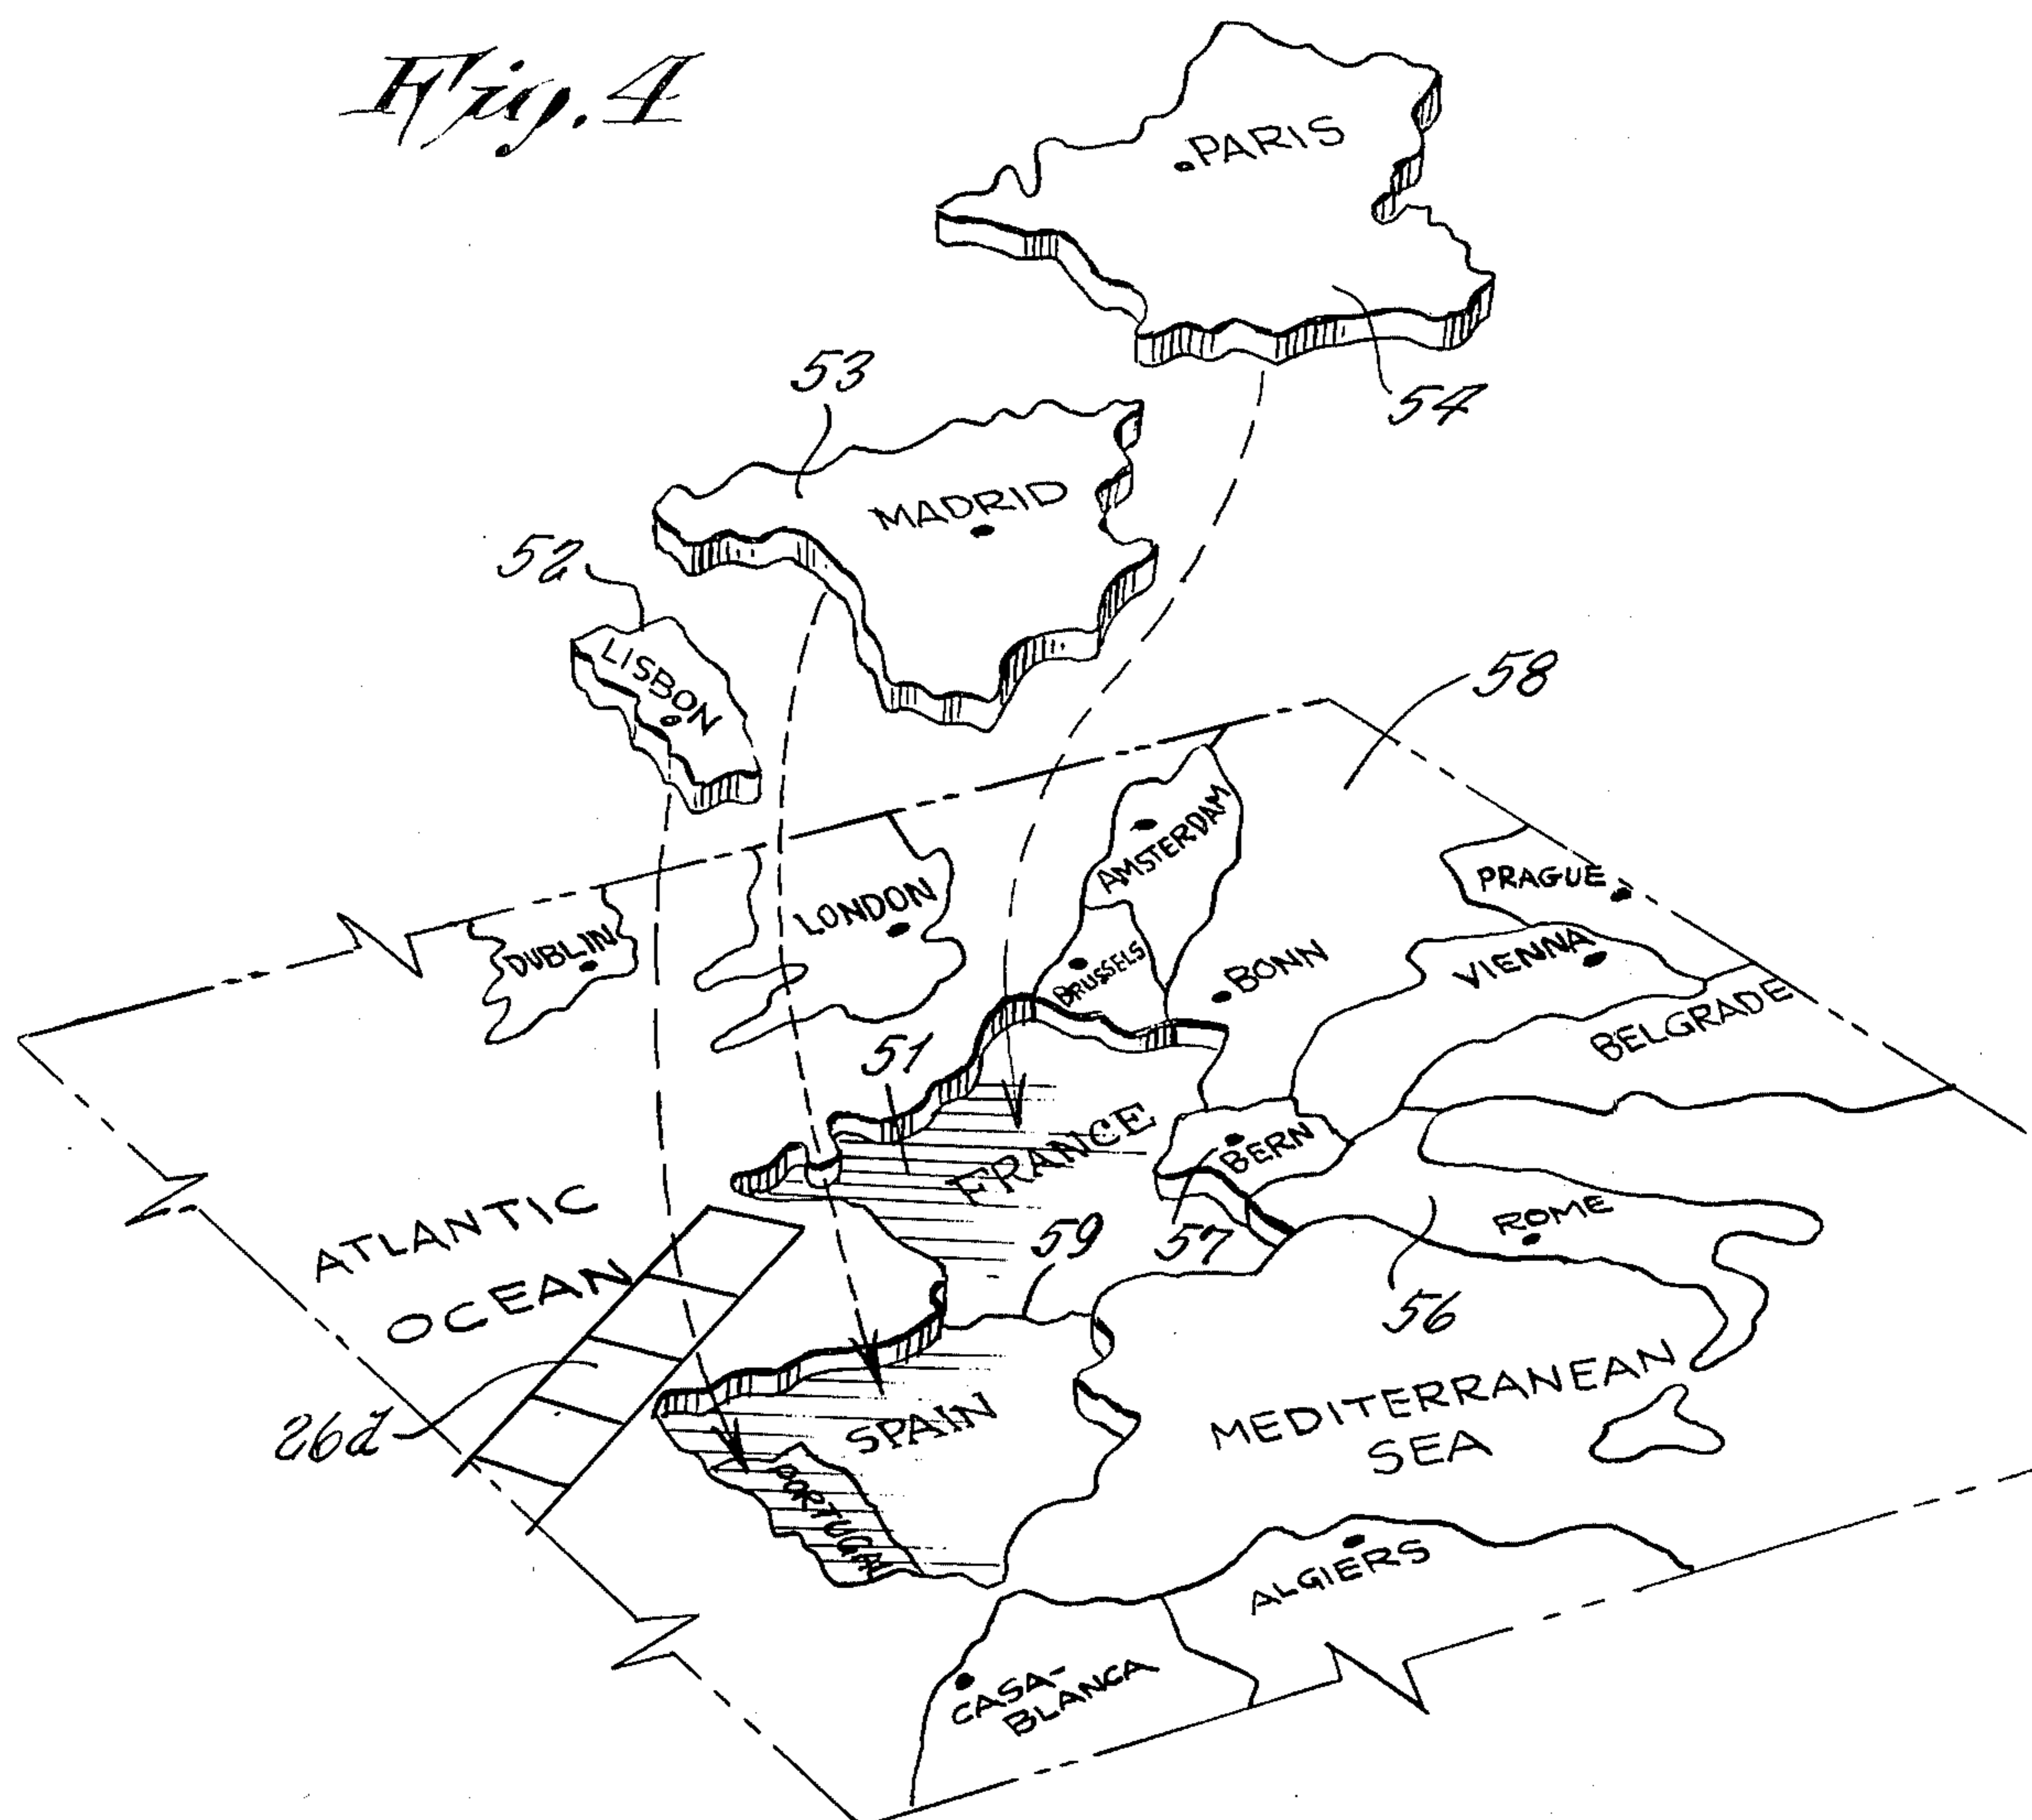 Fig. 4
PARIS
54
53
MADRID
52
LISBON
58
AMSTERDAM
PRAGUE
LONDON
DUBLIN
BRUSSELS
BONN
VIENNA
BELGRADE
51
FRANCE
BERN
57
59
ROME
56
ATLANTIC
OCEAN
26d
SPAIN
MEDITERRANEAN
SEA
ALGIERS
CASA-
BLANCA